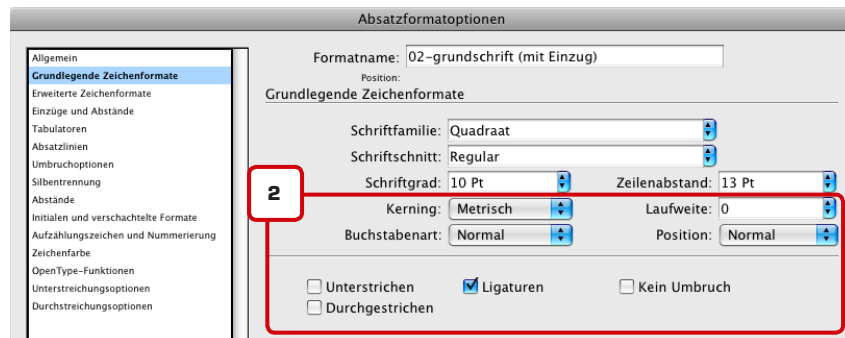 Absatzformatoptionen
Allgemein
Grundlegende Zeichenformate
Erweiterte Zeichenformate
Einzüge und Abstände
Tabulatoren
Absatzlinien
Umbruchoptionen
Silbentrennung
Abstände
Initialen und verschachtelte Formate
Aufzählungszeichen und Nummerierung
Zeichenfarbe
OpenType-Funktionen
Unterstreichungsoptionen
Durchstreichungsoptionen
Formatname: 02-grundschrift (mit Einzug)
Position:
Grundlegende Zeichenformate
Schriftfamilie: Quadraat
Schriftschnitt: Regular
Schriftgrad: 10 Pt Zeilenabstand: 13 Pt
2
Kerning: Metrisch Laufweite: 0
Buchstabenart: Normal Position: Normal
Unterstrichen Ligaturen Kein Umbruch
Durchgestrichen